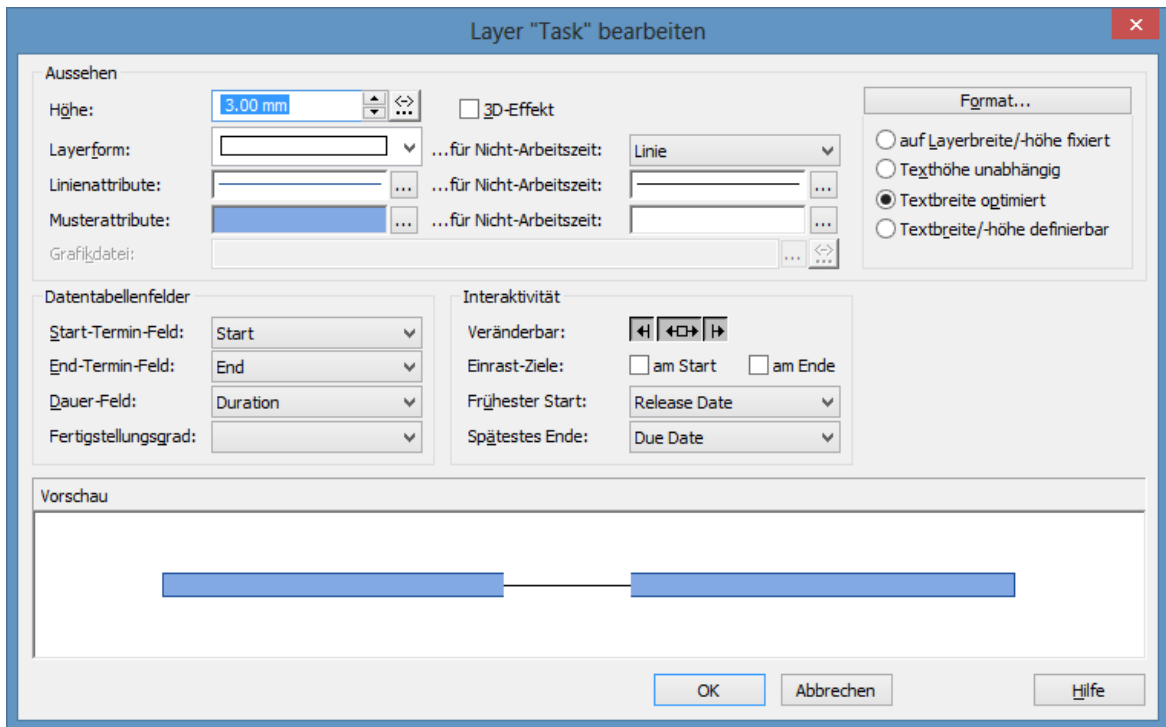 Layer "Task" bearbeiten
Aussehen
Höhe: 3.00 mm 3D-Effekt Format...
Layerform: ...für Nicht-Arbeitszeit: Linie auf Layerbreite/-höhe fixiert
Linienattribute: ... ...für Nicht-Arbeitszeit: ... Texthöhe unabhängig
Musterattribute: ... ...für Nicht-Arbeitszeit: ... Textbreite optimiert
Grafikdatei: ... Textbreite/-höhe definierbar
Datentabellenfelder Interaktivität
Start-Termin-Feld: Start Veränderbar:
End-Termin-Feld: End Einrast-Ziele: am Start am Ende
Dauer-Feld: Duration Frühester Start: Release Date
Fertigstellungsgrad: Spätestes Ende: Due Date
Vorschau
OK Abbrechen Hilfe